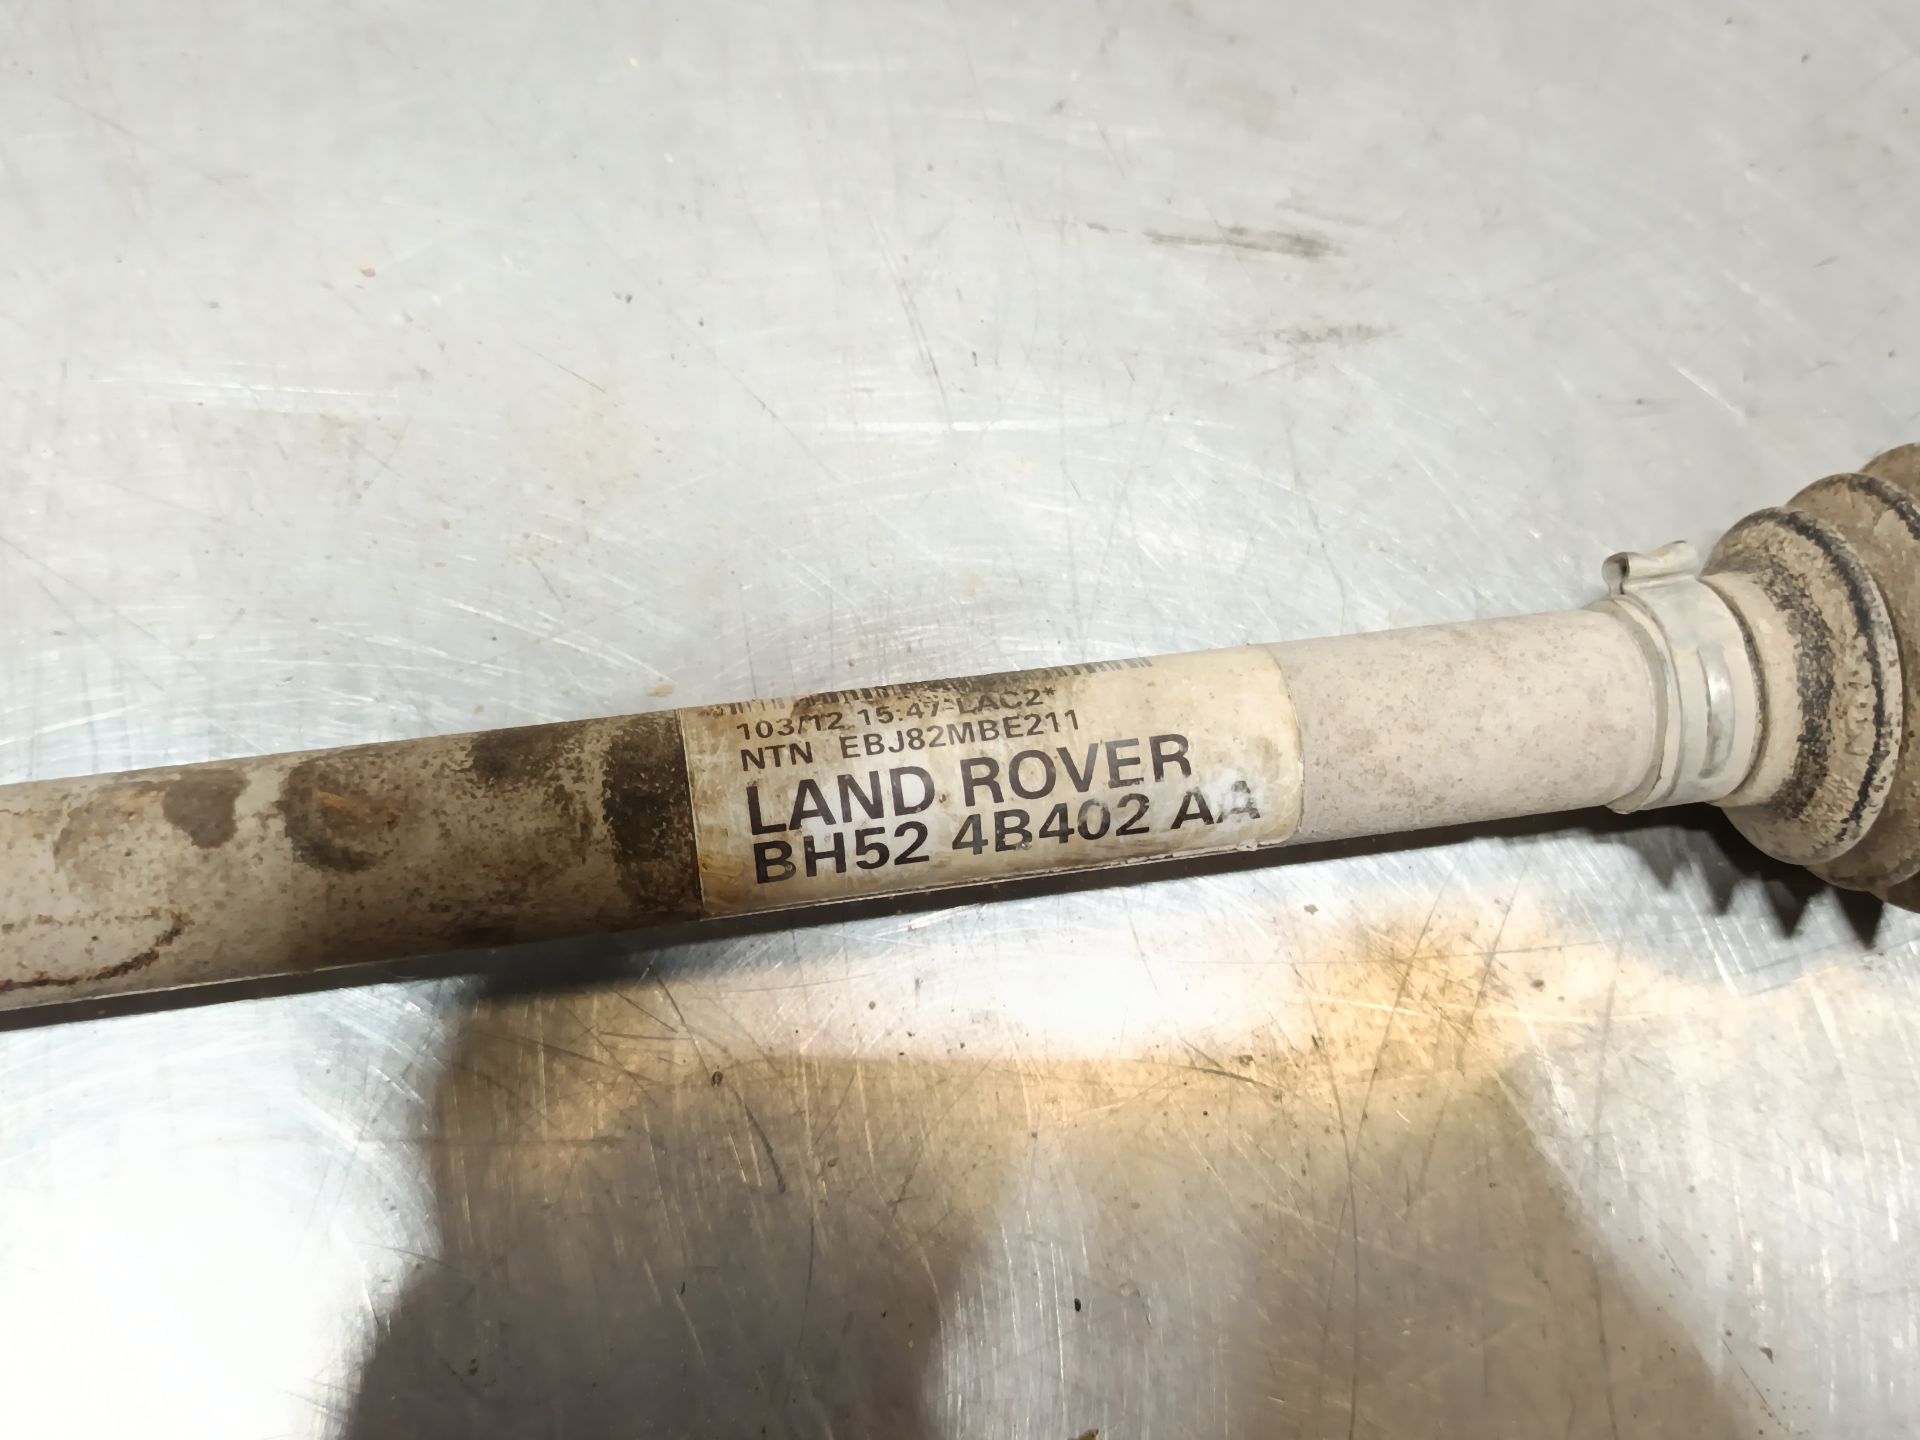 103/12 15:47 LAC2*
NTN EBJ82MBE211
LAND ROVER
BH52 4B402 AA